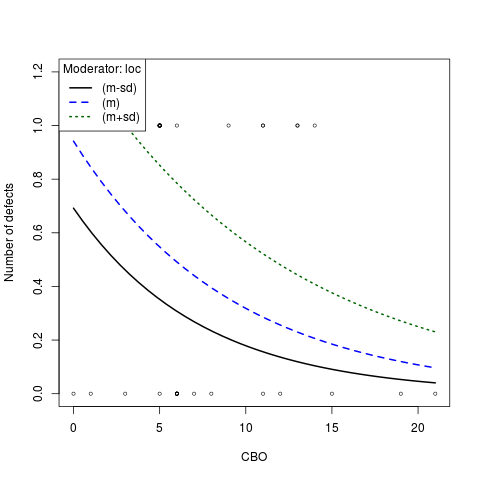 Moderator: loc
(m-sd)
(m)
(m+sd)
Number of defects
1.2
1.0
0.8
0.6
0.4
0.2
0.0
0 5 10 15 20
CBO